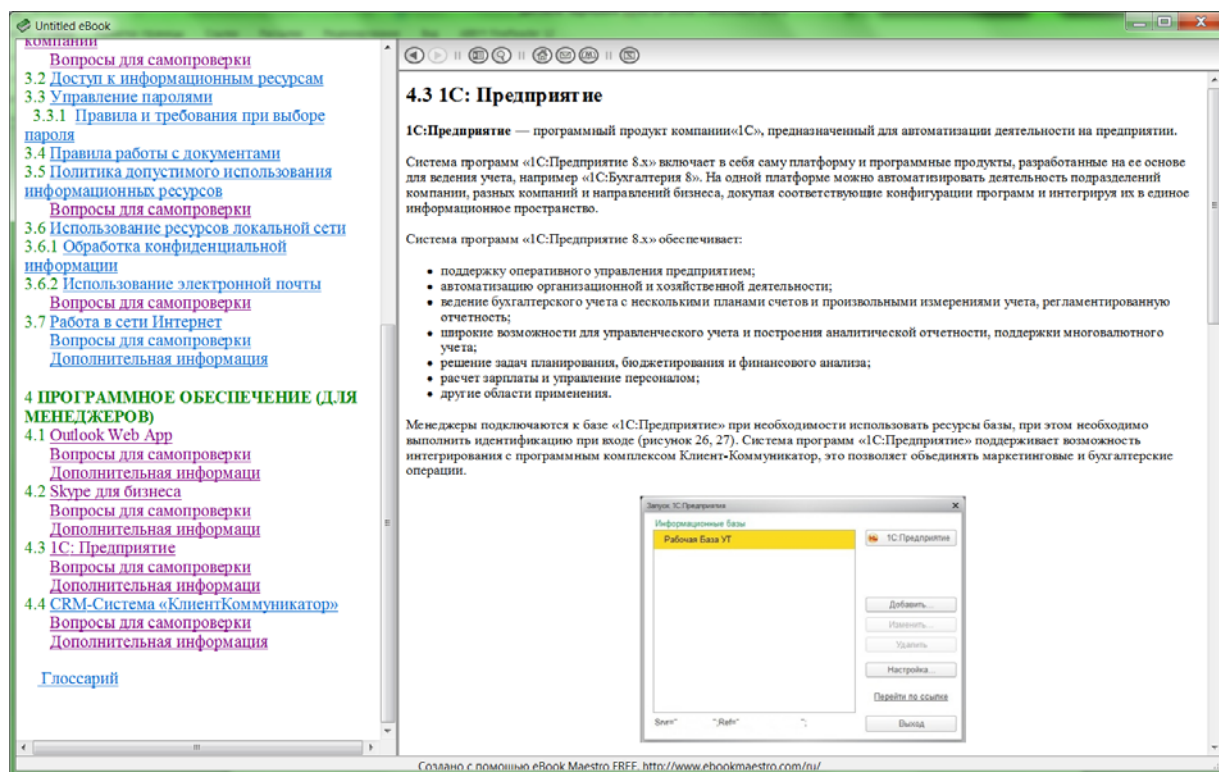 Untitled eBook
компании
Вопросы для самопроверки
3.2 Доступ к информационным ресурсам
3.3 Управление паролями
3.3.1 Правила и требования при выборе
пароля
3.4 Правила работы с документами
3.5 Политика допустимого использования
информационных ресурсов
Вопросы для самопроверки
3.6 Использование ресурсов локальной сети
3.6.1 Обработка конфиденциальной
информации
3.6.2 Использование электронной почты
Вопросы для самопроверки
3.7 Работа в сети Интернет
Вопросы для самопроверки
Дополнительная информация
4 ПРОГРАММНОЕ ОБЕСПЕЧЕНИЕ (ДЛЯ
МЕНЕДЖЕРОВ)
4.1 Outlook Web App
Вопросы для самопроверки
Дополнительная информаци
4.2 Skype для бизнеса
Вопросы для самопроверки
Дополнительная информаци
4.3 1С: Предприятие
Вопросы для самопроверки
Дополнительная информаци
4.4 CRM-Система «КлиентКоммуникатор»
Вопросы для самопроверки
Дополнительная информация
Глоссарий
4.3 1С: Предприятие
1С:Предприятие — программный продукт компании«1С», предназначенный для автоматизации деятельности на предприятии.
Система программ «1С:Предприятие 8.x» включает в себя саму платформу и программные продукты, разработанные на ее основе
для ведения учета, например «1С:Бухгалтерия 8». На одной платформе можно автоматизировать деятельность подразделений
компании, разных компаний и направлений бизнеса, докупая соответствующие конфигурации программ и интегрируя их в единое
информационное пространство.
Система программ «1С:Предприятие 8.x» обеспечивает:
• поддержку оперативного управления предприятием;
• автоматизацию организационной и хозяйственной деятельности;
• ведение бухгалтерского учета с несколькими планами счетов и произвольными измерениями учета, регламентированную
отчетность;
• широкие возможности для управленческого учета и построения аналитической отчетности, поддержки многовалютного
учета;
• решение задач планирования, бюджетирования и финансового анализа;
• расчет зарплаты и управление персоналом;
• другие области применения.
Менеджеры подключаются к базе «1С:Предприятие» при необходимости использовать ресурсы базы, при этом необходимо
выполнить идентификацию при входе (рисунок 26, 27). Система программ «1С:Предприятие» поддерживает возможность
интегрирования с программным комплексом Клиент-Коммуникатор, это позволяет объединять маркетинговые и бухгалтерские
операции.
Запуск 1С:Предприятия
Информационные базы
Рабочая База УТ
1С:Предприятие
Добавить...
Изменить...
Удалить
Настройка...
Перейти по ссылке
Выход
Srvr=" ";Ref=" ";
Создано с помощью eBook Maestro FREE, http://www.ebookmaestro.com/ru/